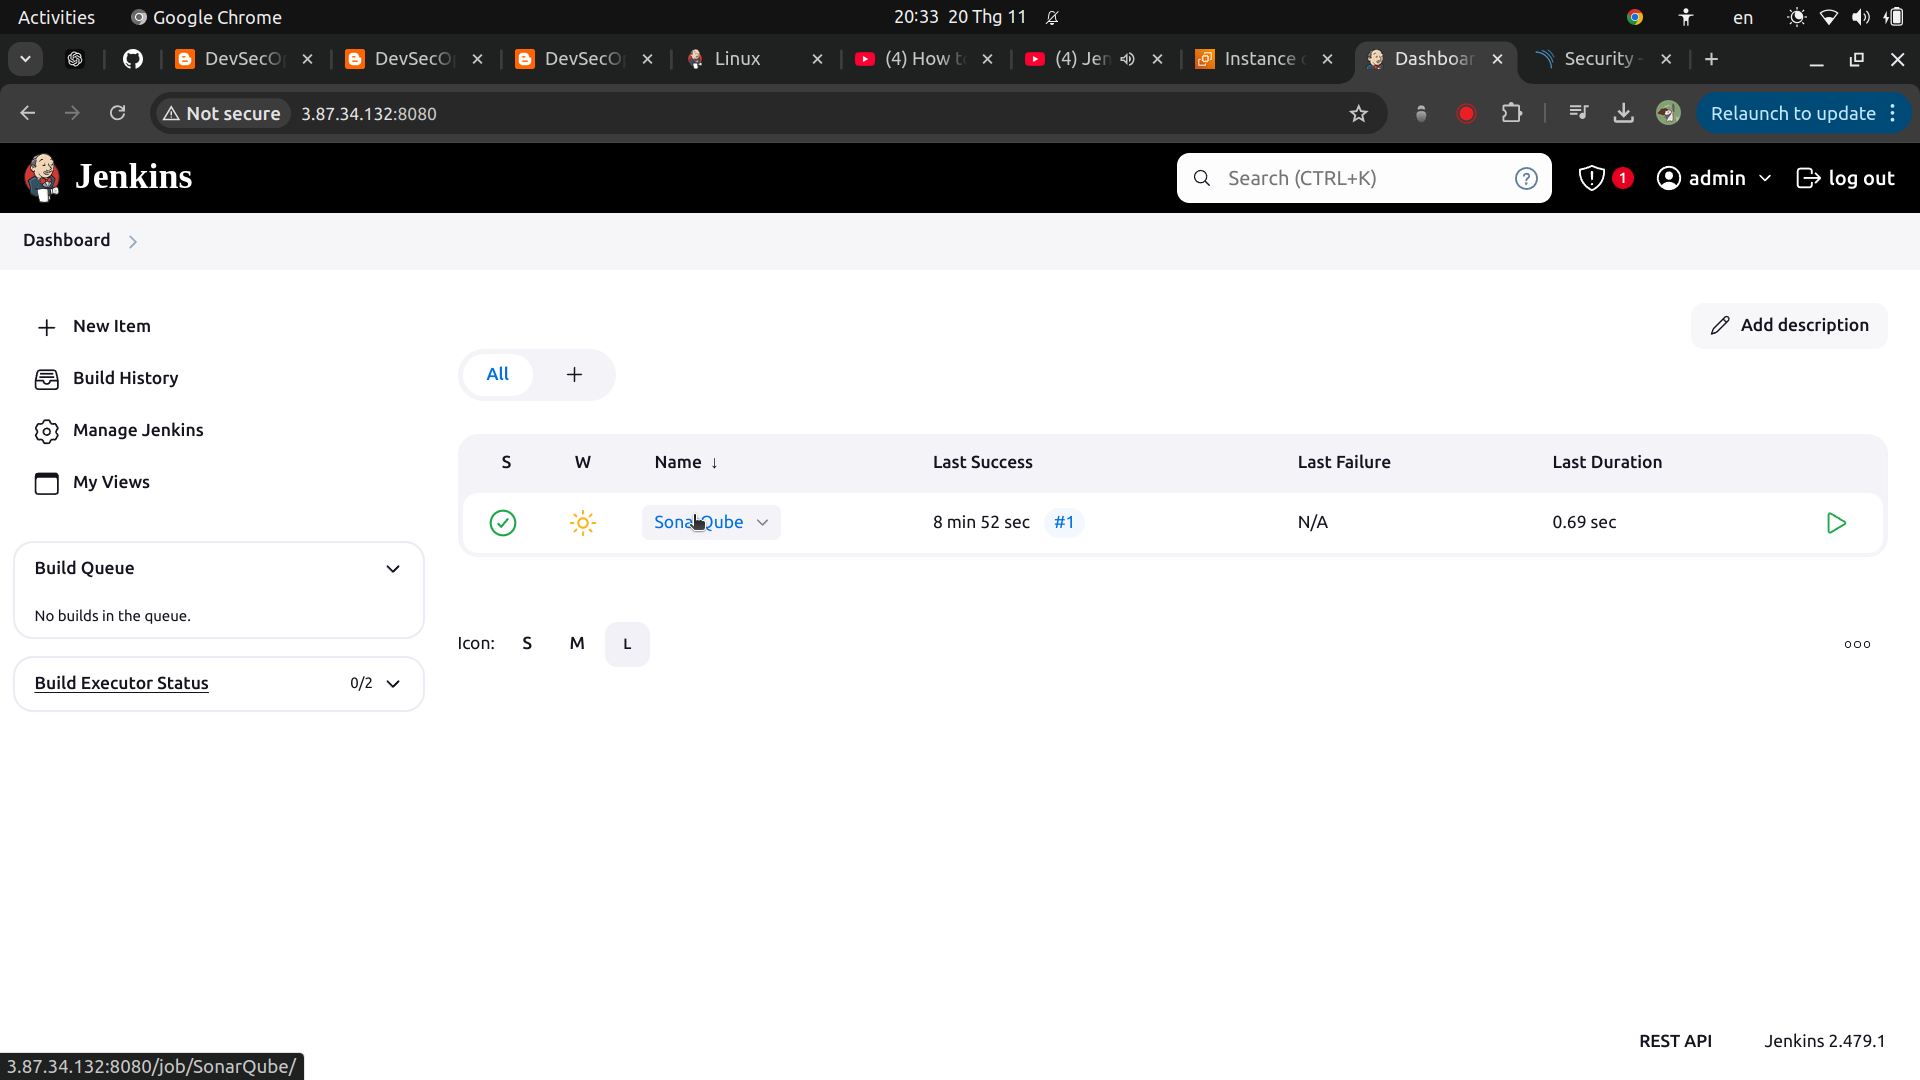 Activities Google Chrome 20:33 20 Thg 11 en
DevSecO DevSecO DevSecO Linux (4) How t (4) Jen Instance Dashboar Security
Not secure 3.87.34.132:8080 Relaunch to update
Jenkins Search (CTRL+K) 1 admin log out
Dashboard
New Item
Add description
Build History
All
Manage Jenkins
My Views
S W Name ↓ Last Success Last Failure Last Duration
SonarQube 8 min 52 sec #1 N/A 0.69 sec
Build Queue
No builds in the queue.
Icon: S M L
Build Executor Status 0/2
REST API Jenkins 2.479.1
3.87.34.132:8080/job/SonarQube/